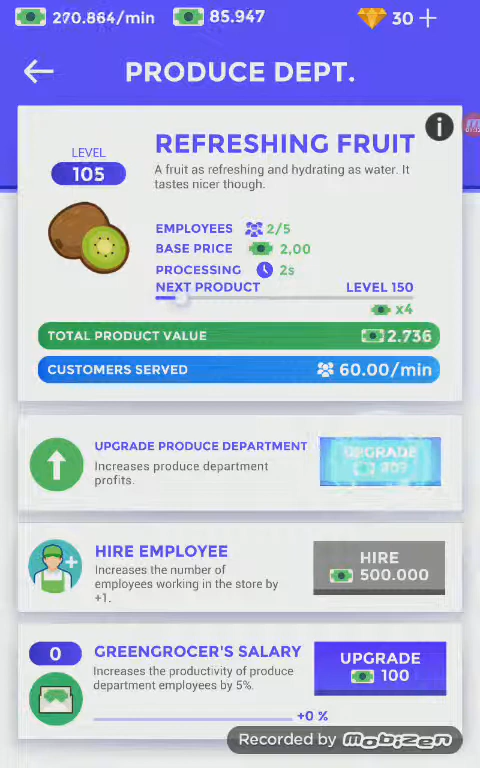 270.864/min 85.947 30 +
PRODUCE DEPT.
REFRESHING FRUIT
A fruit as refreshing and hydrating as water. It
tastes nicer though.
LEVEL
105
EMPLOYEES 2/5
BASE PRICE 2,00
PROCESSING 2s
NEXT PRODUCT LEVEL 150
x4
TOTAL PRODUCT VALUE 2.736
CUSTOMERS SERVED 60.00/min
UPGRADE PRODUCE DEPARTMENT
Increases produce department
profits.
UPGRADE
HIRE EMPLOYEE
Increases the number of
employees working in the store by
+1.
HIRE
500.000
0
GREENGROCER'S SALARY
Increases the productivity of produce
department employees by 5%.
UPGRADE
100
+0 %
Recorded by Mobizen